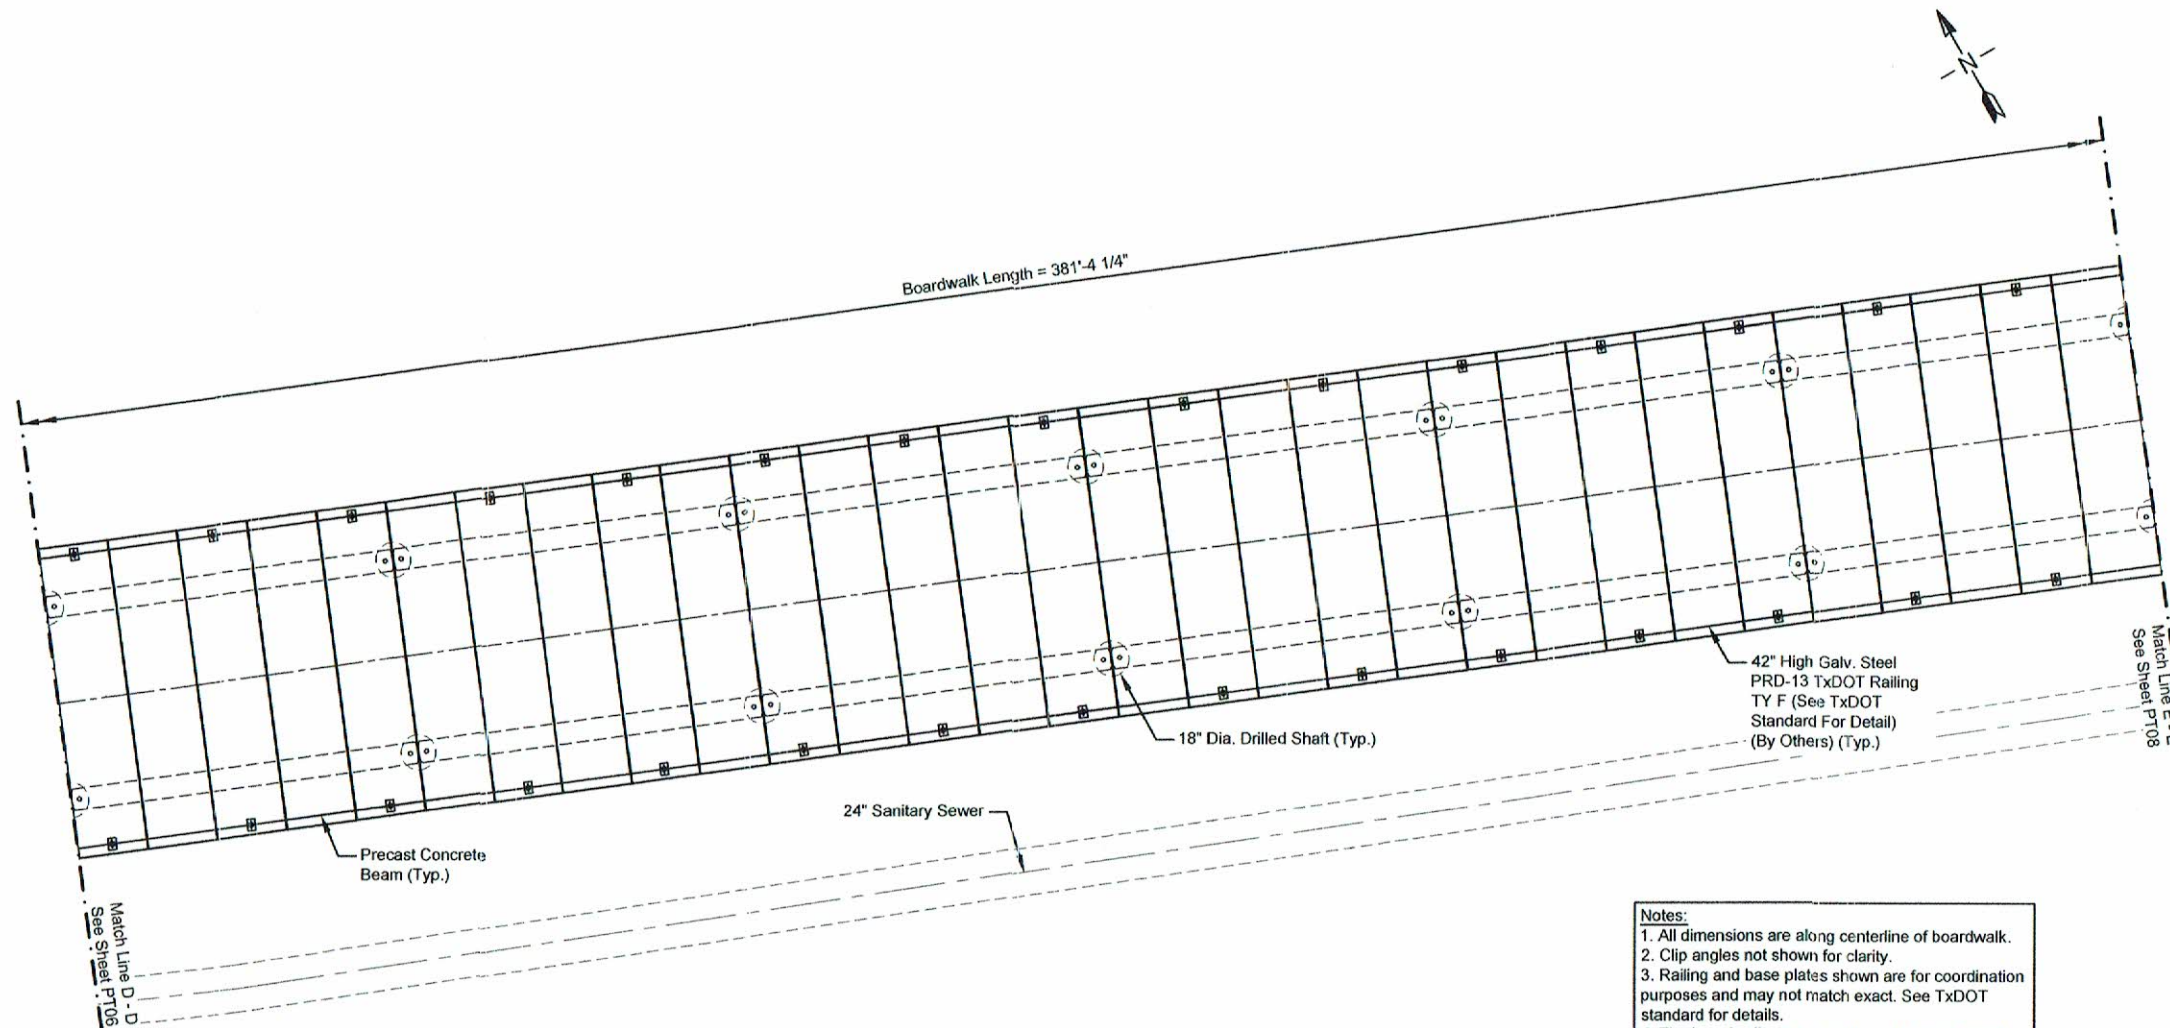 N
Boardwalk Length = 381'-4 1/4"
42" High Galv. Steel
PRD-13 TxDOT Railing
TY F (See TxDOT
Standard For Detail)
(By Others) (Typ.)
Match Line E -
See Sheet PT08
18" Dia. Drilled Shaft (Typ.)
24" Sanitary Sewer
Precast Concrete
Beam (Typ.)
Match Line D - D
See Sheet PT06
Notes:
1. All dimensions are along centerline of boardwalk.
2. Clip angles not shown for clarity.
3. Railing and base plates shown are for coordination
purposes and may not match exact. See TxDOT
standard for details.